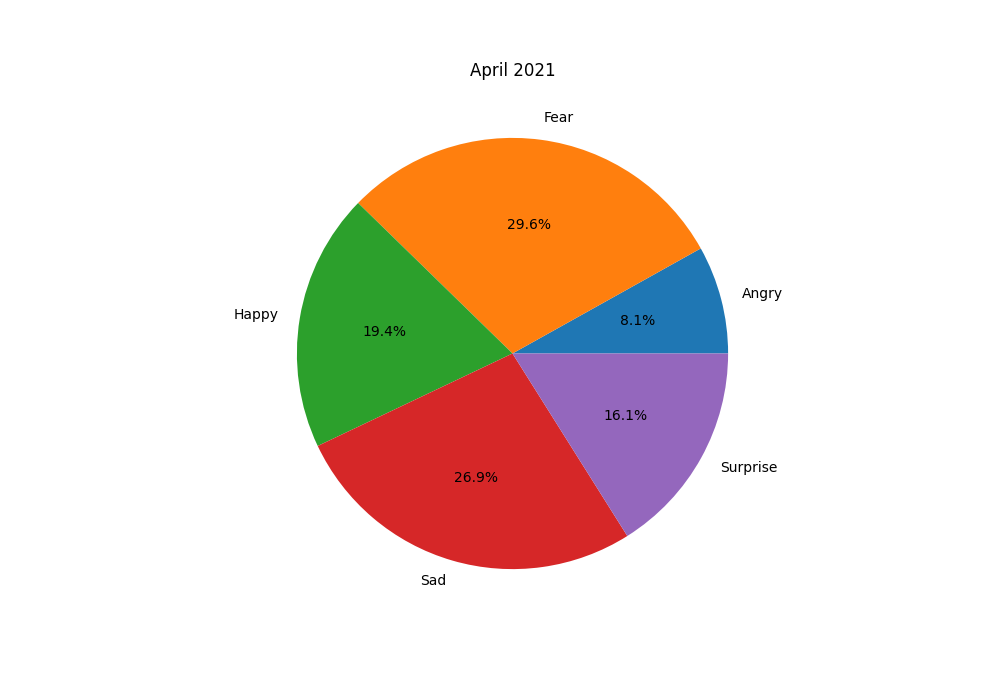 April 2021
Fear
29.6%
Angry
8.1%
Happy
19.4%
16.1%
Surprise
26.9%
Sad